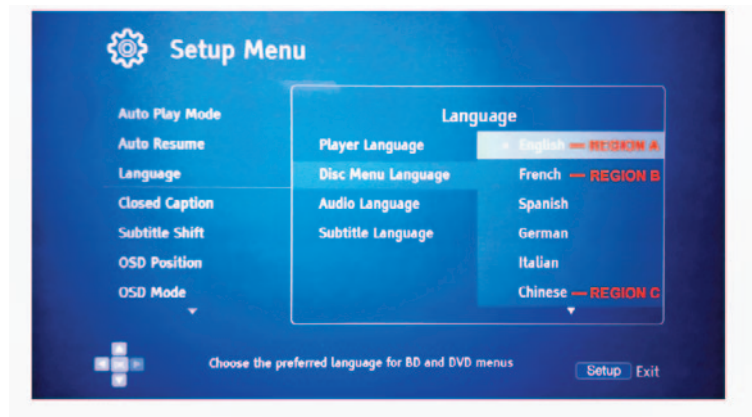 Setup Menu
Auto Play Mode
Auto Resume
Language
Closed Caption
Subtitle Shift
OSD Position
OSD Mode
Language
Player Language
Disc Menu Language
Audio Language
Subtitle Language
English — REGION A
French — REGION B
Spanish
German
Italian
Chinese — REGION C
Choose the preferred language for BD and DVD menus
Setup Exit